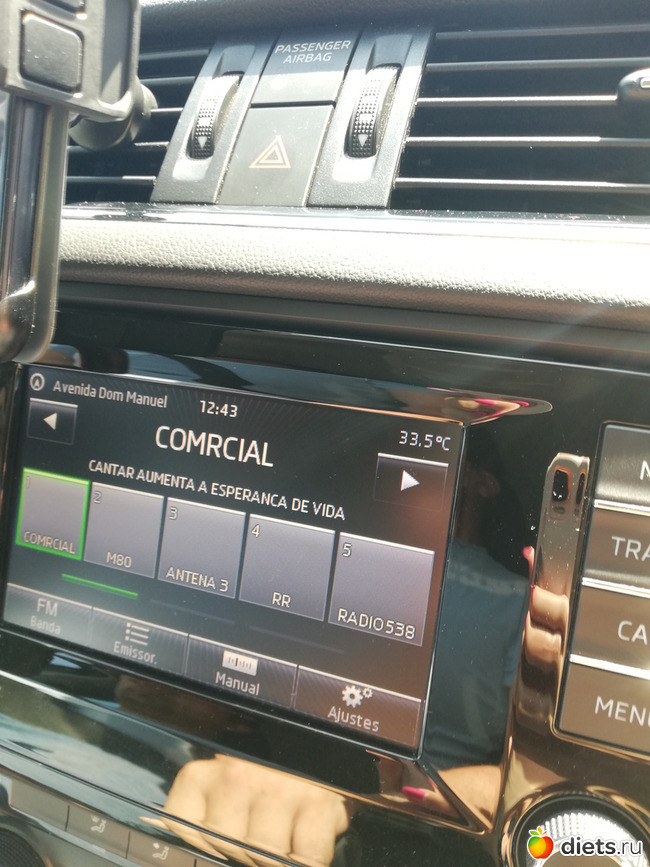 PASSENGER
AIRBAG
Avenida Dom Manuel
12:43
33.5°C
COMRCIAL
CANTAR AUMENTA A ESPERANCA DE VIDA
1
COMRCIAL
2
M80
3
ANTENA 3
4
RR
5
RADIO538
FM
Banda
Emissor.
Manual
Ajustes
TRA
CA
MENU
diets.ru